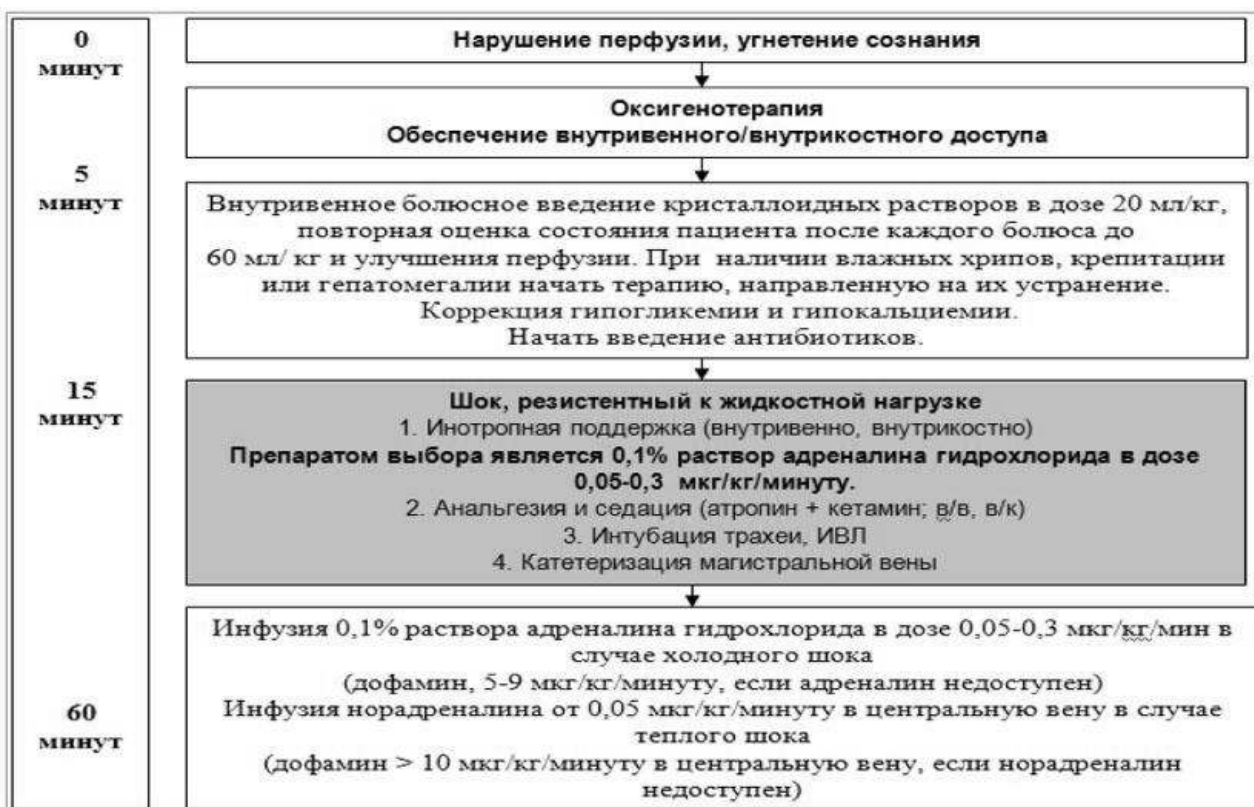 0
минут
Нарушение перфузии, угнетение сознания
Оксигенотерапия
Обеспечение внутривенного/внутрикостного доступа
5
минут
Внутривенное болюсное введение кристаллоидных растворов в дозе 20 мл/кг,
повторная оценка состояния пациента после каждого болюса до
60 мл/ кг и улучшения перфузии. При наличии влажных хрипов, крепитации
или гепатомегалии начать терапию, направленную на их устранение.
Коррекция гипогликемии и гипокальциемии.
Начать введение антибиотиков.
15
минут
Шок, резистентный к жидкостной нагрузке
1. Инотропная поддержка (внутривенно, внутрикостно)
Препаратом выбора является 0,1% раствор адреналина гидрохлорида в дозе
0,05-0,3 мкг/кг/минуту.
2. Анальгезия и седация (атропин + кетамин; в/в, в/к)
3. Интубация трахеи, ИВЛ
4. Катетеризация магистральной вены
60
минут
Инфузия 0,1% раствора адреналина гидрохлорида в дозе 0,05-0,3 мкг/кг/мин в
случае холодного шока
(дофамин, 5-9 мкг/кг/минуту, если адреналин недоступен)
Инфузия норадреналина от 0,05 мкг/кг/минуту в центральную вену в случае
теплого шока
(дофамин > 10 мкг/кг/минуту в центральную вену, если норадреналин
недоступен)